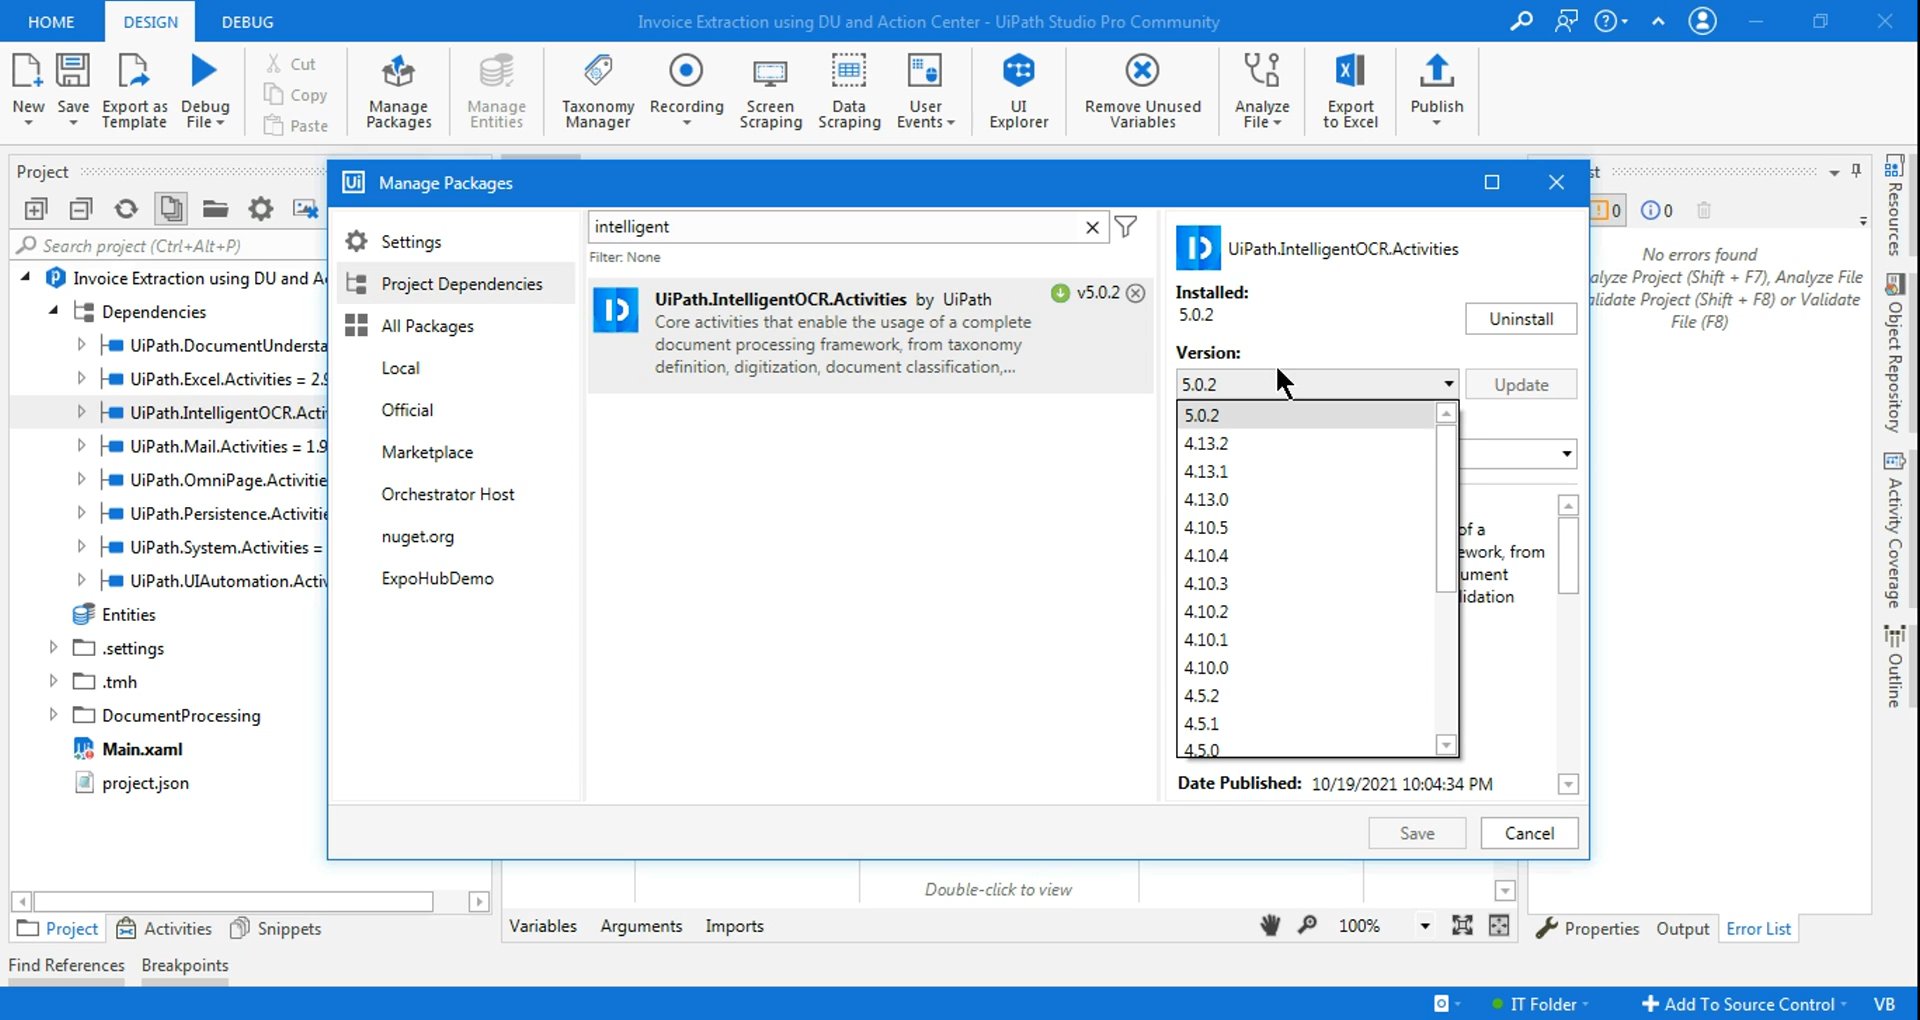 HOME DESIGN DEBUG
Invoice Extraction using DU and Action Center - UiPath Studio Pro Community
New Save Export as Template Debug File
Cut
Copy
Paste
Manage Packages
Manage Entities
Taxonomy Manager
Recording
Screen Scraping
Data Scraping
User Events
UI Explorer
Remove Unused Variables
Analyze File
Export to Excel
Publish
Project
Search project (Ctrl+Alt+P)
Invoice Extraction using DU and A
Dependencies
UiPath.DocumentUndersta
UiPath.Excel.Activities = 2.9
UiPath.IntelligentOCR.Acti
UiPath.Mail.Activities = 1.9
UiPath.OmniPage.Activitie
UiPath.Persistence.Activitie
UiPath.System.Activities =
UiPath.UIAutomation.Activ
Entities
.settings
.tmh
DocumentProcessing
Main.xaml
project.json
Project Activities Snippets
Find References Breakpoints
Ui Manage Packages
Settings
Project Dependencies
All Packages
Local
Official
Marketplace
Orchestrator Host
nuget.org
ExpoHubDemo
intelligent
Filter: None
UiPath.IntelligentOCR.Activities by UiPath
v5.0.2
Core activities that enable the usage of a complete
document processing framework, from taxonomy
definition, digitization, document classification,...
UiPath.IntelligentOCR.Activities
Installed:
5.0.2
Uninstall
Version:
5.0.2
Update
5.0.2
4.13.2
4.13.1
4.13.0
4.10.5
4.10.4
4.10.3
4.10.2
4.10.1
4.10.0
4.5.2
4.5.1
4.5.0
of a
ework, from
ument
lidation
Date Published: 10/19/2021 10:04:34 PM
Save Cancel
Double-click to view
Variables Arguments Imports
100%
st
0 0
No errors found
alyze Project (Shift + F7), Analyze File
alidate Project (Shift + F8) or Validate
File (F8)
Properties Output Error List
Resources
Object Repository
Activity Coverage
Outline
IT Folder
Add To Source Control
VB